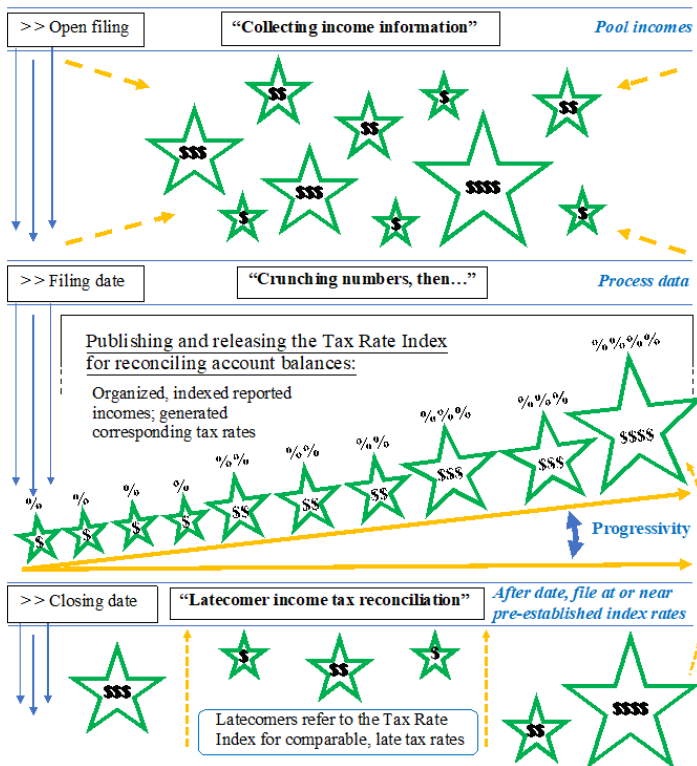 >> Open filing
“Collecting income information”
Pool incomes
$$
$
$$
$$
$$$
$$$
$$$$
$
$
$
>> Filing date
“Crunching numbers, then…”
Process data
Publishing and releasing the Tax Rate Index
for reconciling account balances:
Organized, indexed reported
incomes; generated
corresponding tax rates
%
%
%
%
%%
%%
%%
%%%
%%%
%%%%
$
$
$
$
$$
$$
$$
$$$
$$$
$$$$
Progressivity
>> Closing date
“Latecomer income tax reconciliation”
After date, file at or near
pre-established index rates
$$$
$
$$
$
$$
$$$$
Latecomers refer to the Tax Rate
Index for comparable, late tax rates